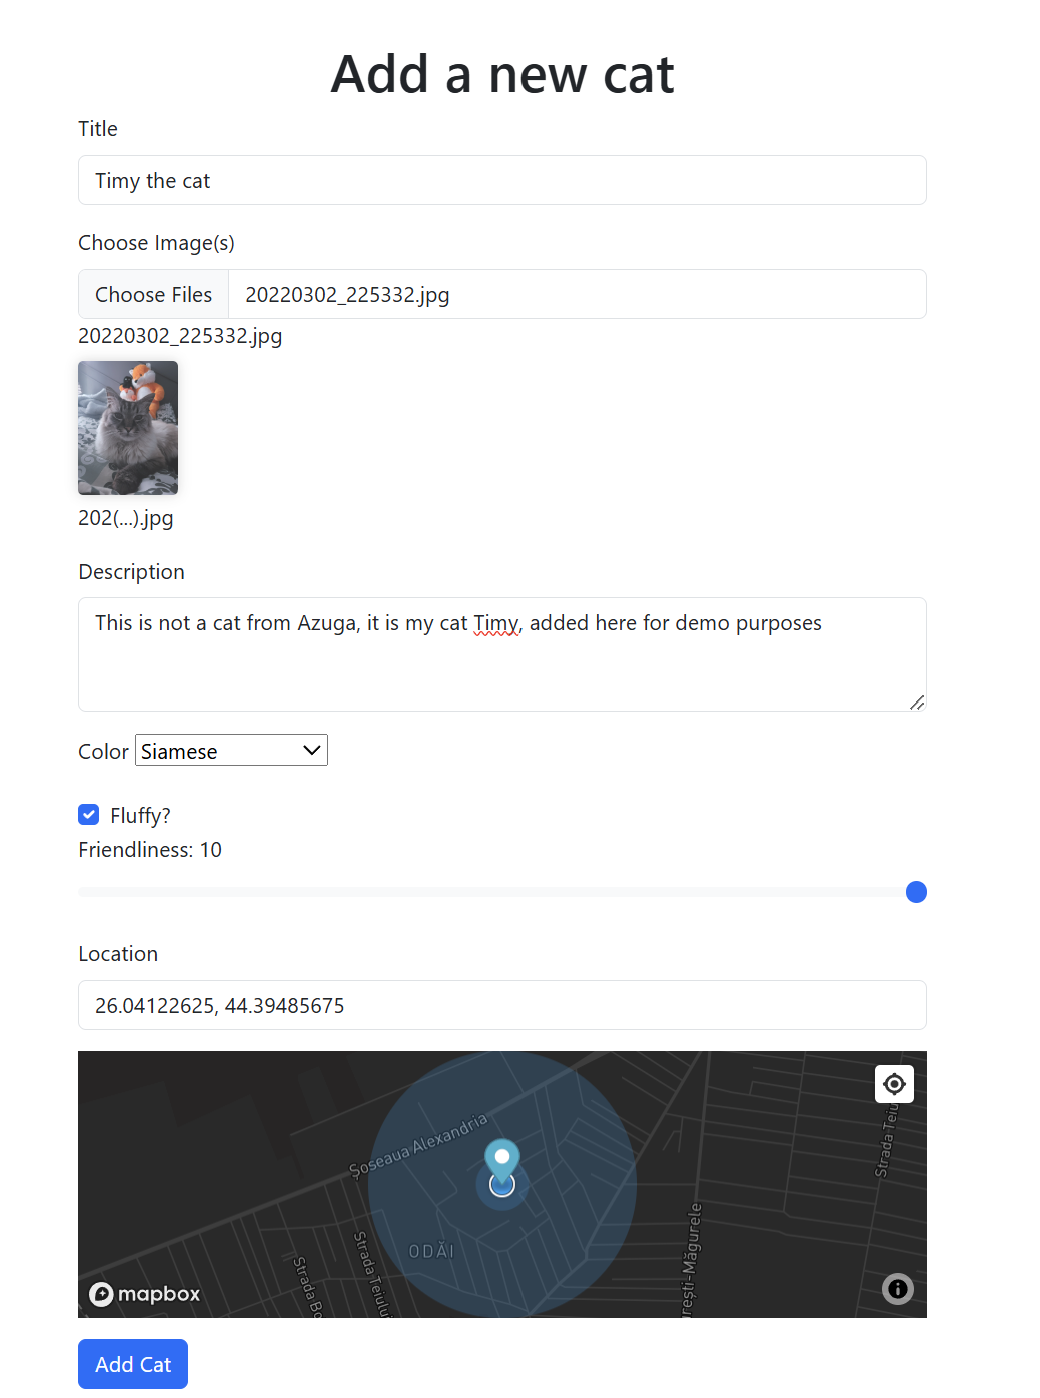 Add a new cat
Title
Timy the cat
Choose Image(s)
Choose Files 20220302_225332.jpg
20220302_225332.jpg
202(...).jpg
Description
This is not a cat from Azuga, it is my cat Timy, added here for demo purposes
Color Siamese
Fluffy?
Friendliness: 10
Location
26.04122625, 44.39485675
Șoseaua Alexandria
Strada Teiu
ODĂI
Strada Teiului
Strada Bo
rești-Măgurele
mapbox
Add Cat